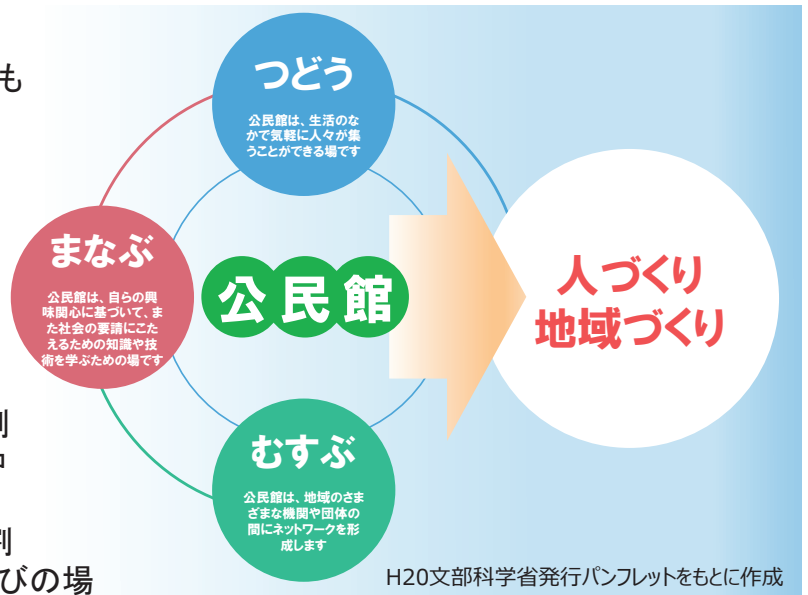 も
つどう
公民館は、生活のな
かで気軽に人々が集
うことができる場です
まなぶ
公民館は、自らの興
味関心に基づいて、ま
た社会の要請にこた
えるための知識や技
術を学ぶための場です
公民館
人づくり
地域づくり
むすぶ
公民館は、地域のさま
ざまな機関や団体の
間にネットワークを形
成します
びの場
H20文部科学省発行パンフレットをもとに作成